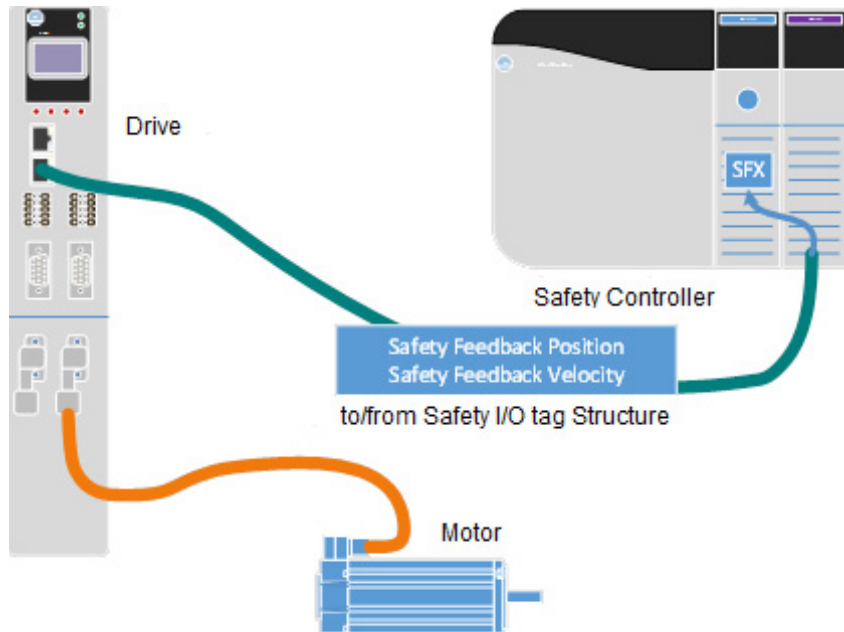 Drive
SFX
Safety Controller
Safety Feedback Position
Safety Feedback Velocity
to/from Safety I/O tag Structure
Motor